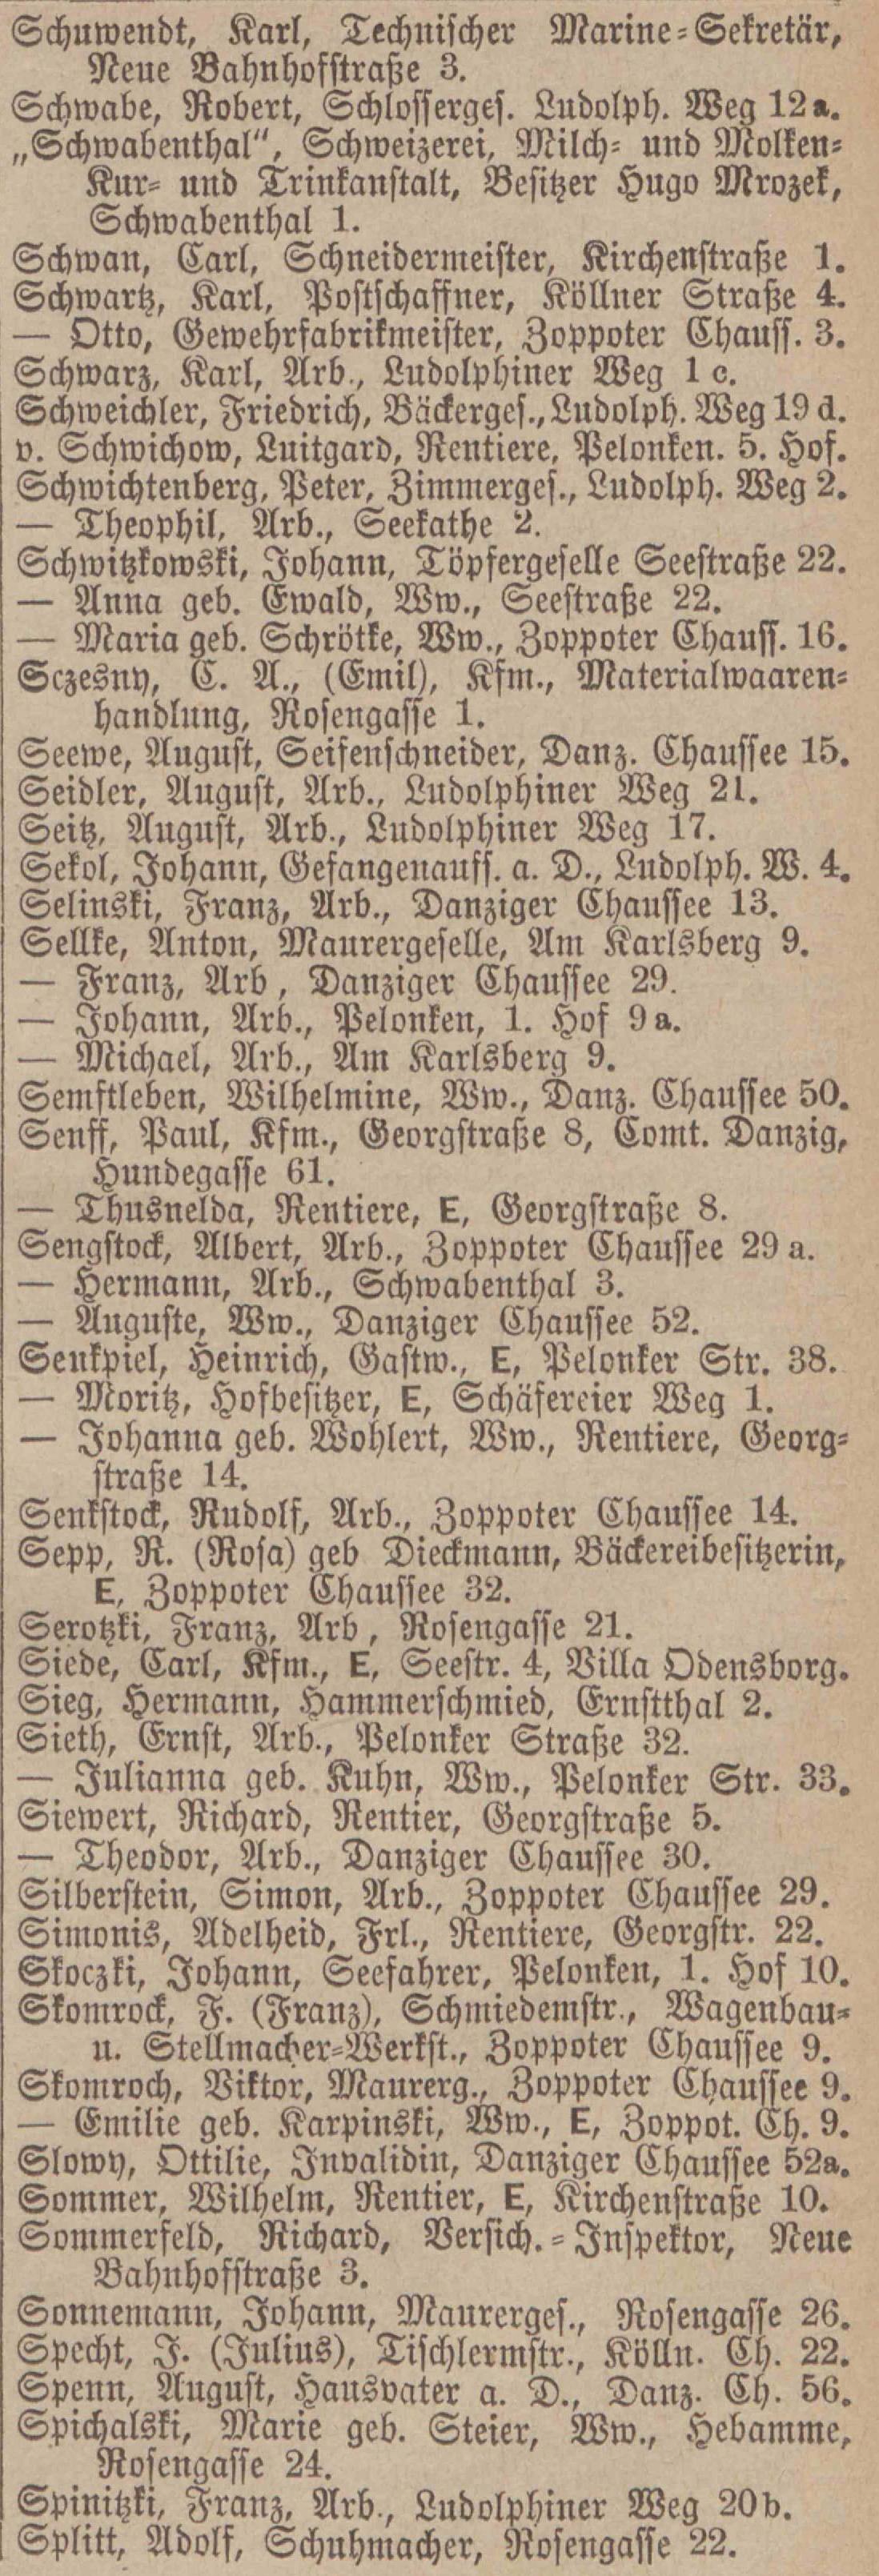 Schuwendt, Karl, Technischer Marine-Sekretär,
Neue Bahnhofstraße 3.
Schwabe, Robert, Schlosserges. Ludolph. Weg 12a.
„Schwabenthal“, Schweizerei, Milch- und Molken-
Kur- und Trinkanstalt, Besitzer Hugo Mrozek,
Schwabenthal 1.
Schwan, Carl, Schneidermeister, Kirchenstraße 1.
Schwartz, Karl, Postschaffner, Köllner Straße 4.
— Otto, Gewehrfabrikmeister, Zoppoter Chauss. 3.
Schwarz, Karl, Arb., Ludolphiner Weg 1 c.
Schweichler, Friedrich, Bäckerges., Ludolph. Weg 19 d.
v. Schwichow, Luitgard, Rentiere, Pelonken. 5. Hof.
Schwichtenberg, Peter, Zimmerges., Ludolph. Weg 2.
— Theophil, Arb., Seekathe 2.
Schwitzkowski, Johann, Töpfergeselle Seestraße 22.
— Anna geb. Ewald, Ww., Seestraße 22.
— Maria geb. Schrötke, Ww., Zoppoter Chauss. 16.
Sczesny, C. A., (Emil), Kfm., Materialwaaren-
handlung, Rosengasse 1.
Seewe, August, Seifenschneider, Danz. Chaussee 15.
Seidler, August, Arb., Ludolphiner Weg 21.
Seitz, August, Arb., Ludolphiner Weg 17.
Sekol, Johann, Gefangenauff. a. D., Ludolph. W. 4.
Selinski, Franz, Arb., Danziger Chaussee 13.
Sellke, Anton, Maurergeselle, Am Karlsberg 9.
— Franz, Arb, Danziger Chaussee 29.
— Johann, Arb., Pelonken, 1. Hof 9 a.
— Michael, Arb., Am Karlsberg 9.
Semftleben, Wilhelmine, Ww., Danz. Chaussee 50.
Senff, Paul, Kfm., Georgstraße 8, Comt. Danzig,
Hundegasse 61.
— Thusnelda, Rentiere, E, Georgstraße 8.
Sengstock, Albert, Arb., Zoppoter Chaussee 29 a.
— Hermann, Arb., Schwabenthal 3.
— Auguste, Ww., Danziger Chaussee 52.
Senkpiel, Heinrich, Gastw., E, Pelonker Str. 38.
— Moritz, Hofbesitzer, E, Schäfereier Weg 1.
— Johanna geb. Wohlert, Ww., Rentiere, Georg-
straße 14.
Senkstock, Rudolf, Arb., Zoppoter Chaussee 14.
Sepp, R. (Rosa) geb Dieckmann, Bäckereibesitzerin,
E, Zoppoter Chaussee 32.
Serotzki, Franz, Arb, Rosengasse 21.
Siede, Carl, Kfm., E, Seestr. 4, Villa Odensborg.
Sieg, Hermann, Hammerschmied, Ernstthal 2.
Sieth, Ernst, Arb., Pelonker Straße 32.
— Julianna geb. Kuhn, Ww., Pelonker Str. 33.
Siewert, Richard, Rentier, Georgstraße 5.
— Theodor, Arb., Danziger Chaussee 30.
Silberstein, Simon, Arb., Zoppoter Chaussee 29.
Simonis, Adelheid, Frl., Rentiere, Georgstr. 22.
Skoczki, Johann, Seefahrer, Pelonken, 1. Hof 10.
Skomrock, F. (Franz), Schmiedemstr., Wagenbau-
u. Stellmacher-Werkst., Zoppoter Chaussee 9.
Skomroch, Viktor, Maurerg., Zoppoter Chaussee 9.
— Emilie geb. Karpinski, Ww., E, Zoppot. Ch. 9.
Slowy, Ottilie, Invalidin, Danziger Chaussee 52a.
Sommer, Wilhelm, Rentier, E, Kirchenstraße 10.
Sommerfeld, Richard, Versich.-Inspektor, Neue
Bahnhofstraße 3.
Sonnemann, Johann, Maurerges., Rosengasse 26.
Specht, J. (Julius), Tischlermstr., Kölln. Ch. 22.
Spenn, August, Hausvater a. D., Danz. Ch. 56.
Spichalski, Marie geb. Steier, Ww., Hebamme,
Rosengasse 24.
Spinitzki, Franz, Arb., Ludolphiner Weg 20 b.
Splitt, Adolf, Schuhmacher, Rosengasse 22.